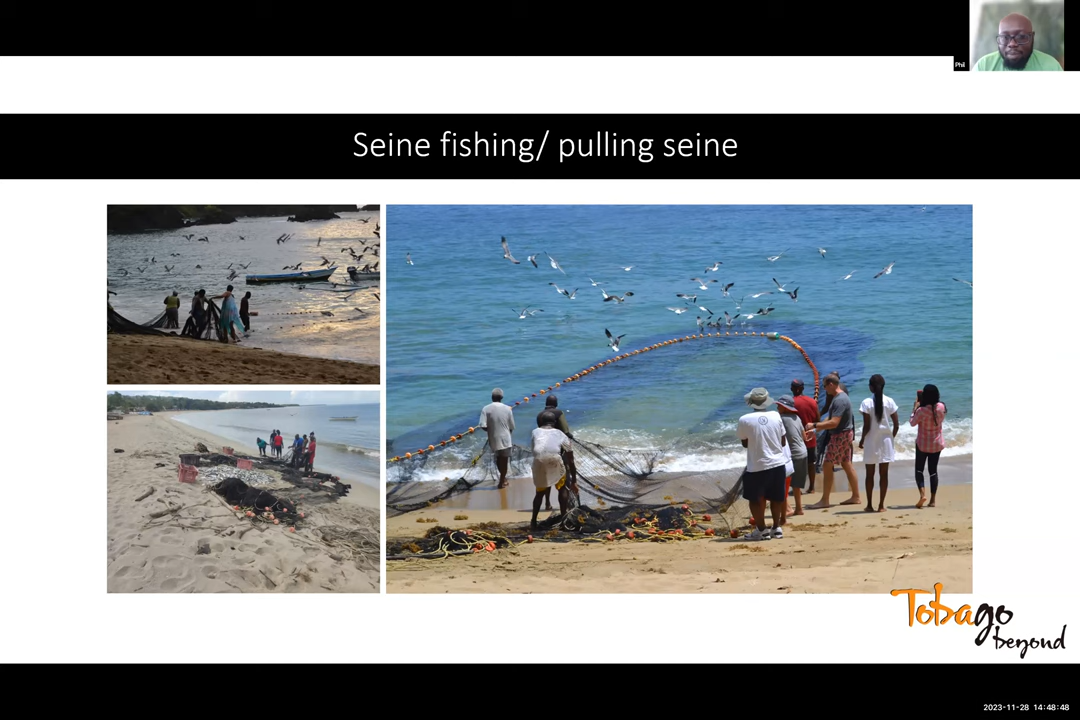 Phil
Seine fishing/ pulling seine
Tobago
beyond
2023-11-28 14:48:48